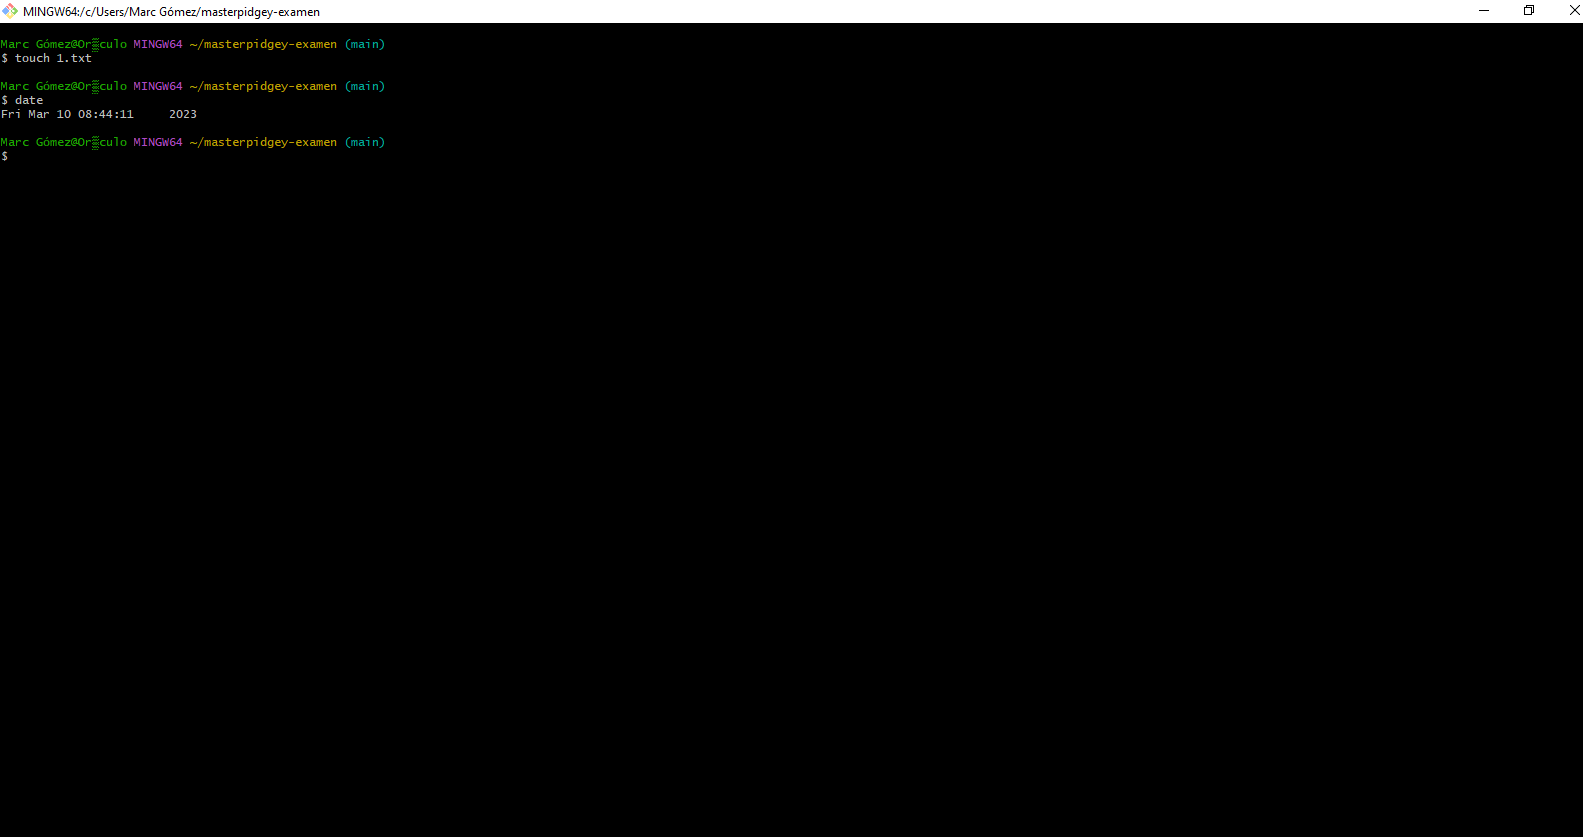 MINGW64:/c/Users/Marc Gómez/masterpidgey-examen
Marc Gómez@Or▒culo MINGW64 ~/masterpidgey-examen (main)
$ touch 1.txt
Marc Gómez@Or▒culo MINGW64 ~/masterpidgey-examen (main)
$ date
Fri Mar 10 08:44:11     2023
Marc Gómez@Or▒culo MINGW64 ~/masterpidgey-examen (main)
$